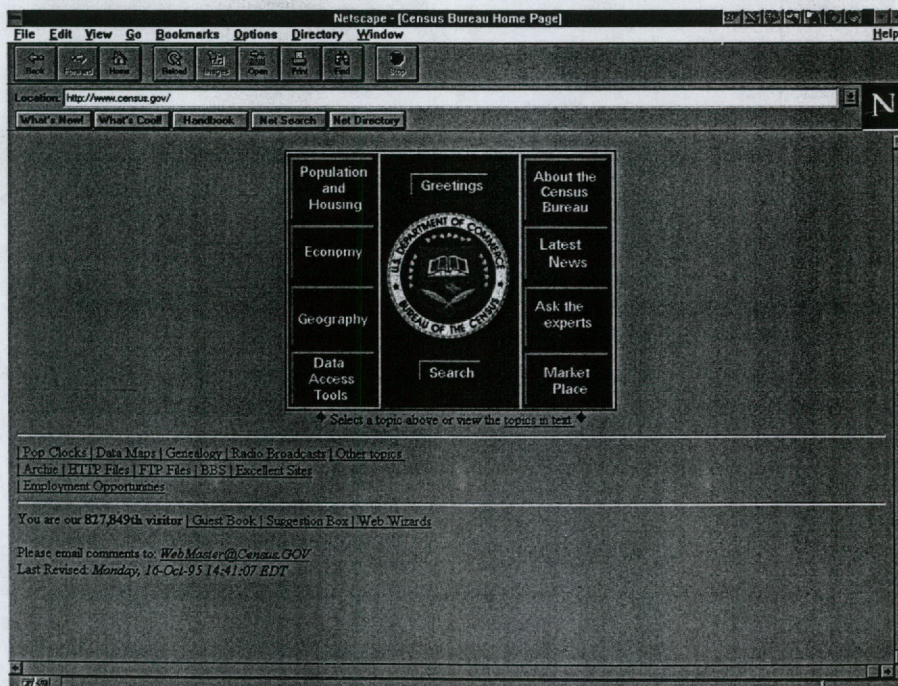 Netscape - [Census Bureau Home Page]
File Edit View Go Bookmarks Options Directory Window Help
Back Forward Home Reload Images Open Print Find Stop
Location: http://www.census.gov/
N
What's New! What's Cool! Handbook Net Search Net Directory
Population
and
Housing
Economy
Geography
Data
Access
Tools
Greetings
U.S. DEPARTMENT OF COMMERCE
BUREAU OF THE CENSUS
Search
About the
Census
Bureau
Latest
News
Ask the
experts
Market
Place
Select a topic above or view the topics in text
| Pop Clocks | Data Maps | Genealogy | Radio Broadcasts | Other topics
| Archie | HTTP Files | FTP Files | BBS | Excellent Sites
| Employment Opportunities
You are our 827,849th visitor | Guest Book | Suggestion Box | Web Wizards
Please email comments to: WebMaster@Census.GOV
Last Revised: Monday, 16-Oct-95 14:41:07 EDT